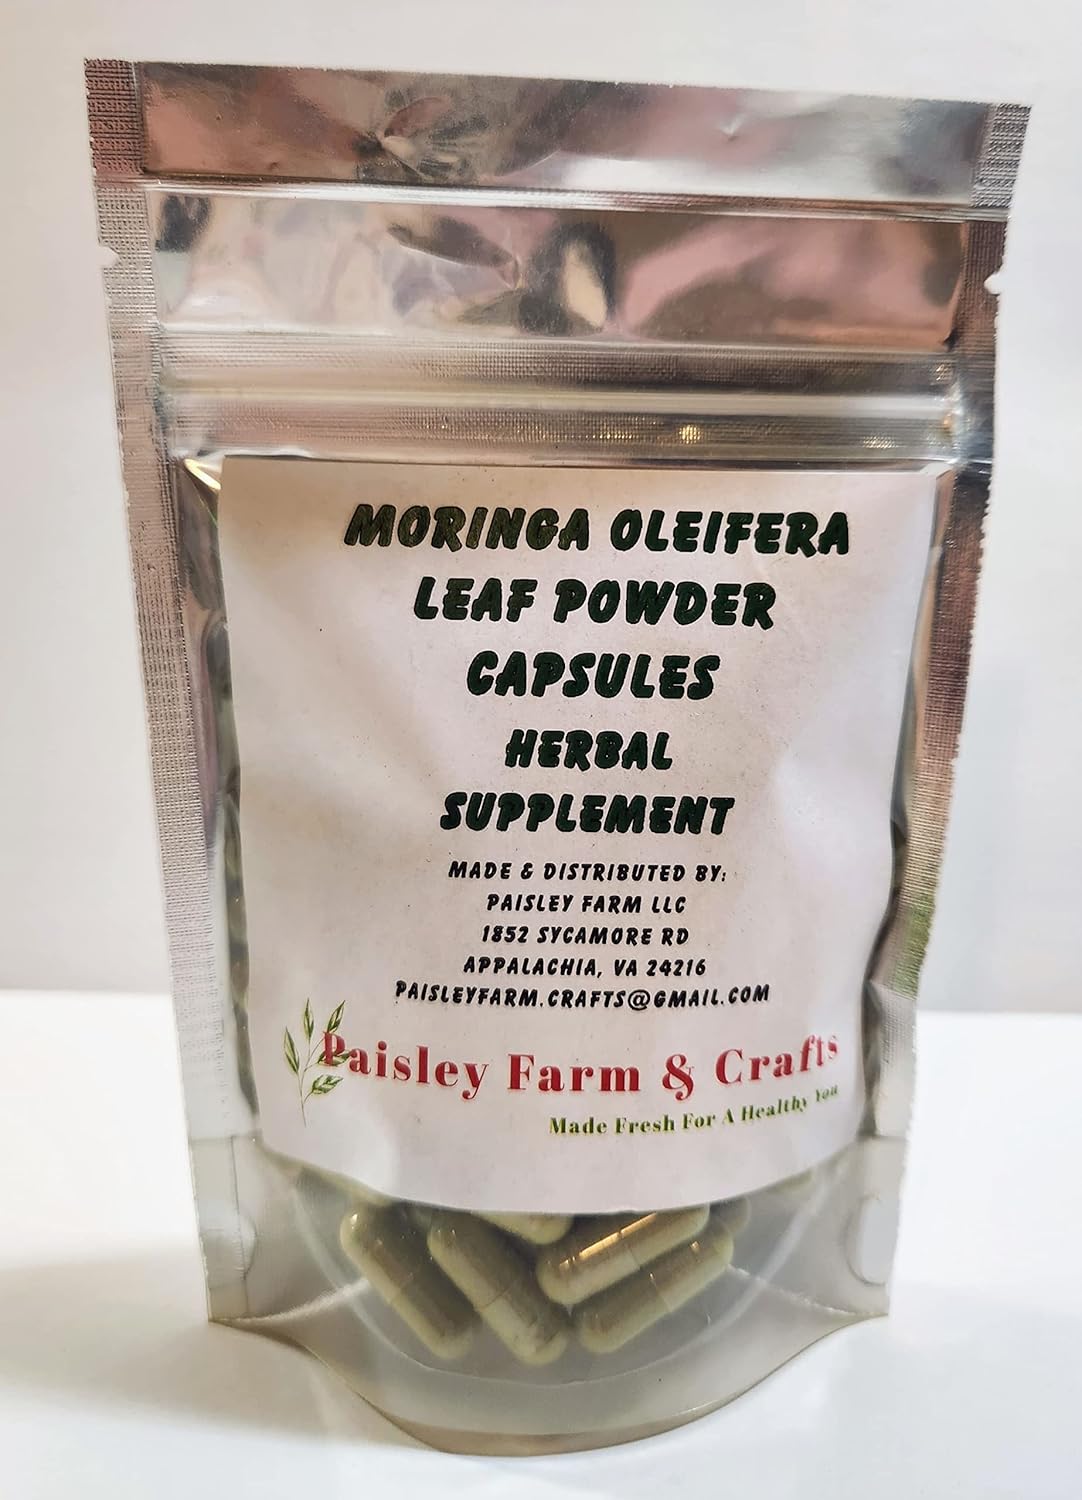 MORINGA OLEIFERA
LEAF POWDER
CAPSULES
HERBAL
SUPPLEMENT
MADE & DISTRIBUTED BY:
PAISLEY FARM LLC
1852 SYCAMORE RD
APPALACHIA, VA 24216
PAISLEYFARM.CRAFTS@GMAIL.COM
Paisley Farm & Crafts
Made Fresh For A Healthy You